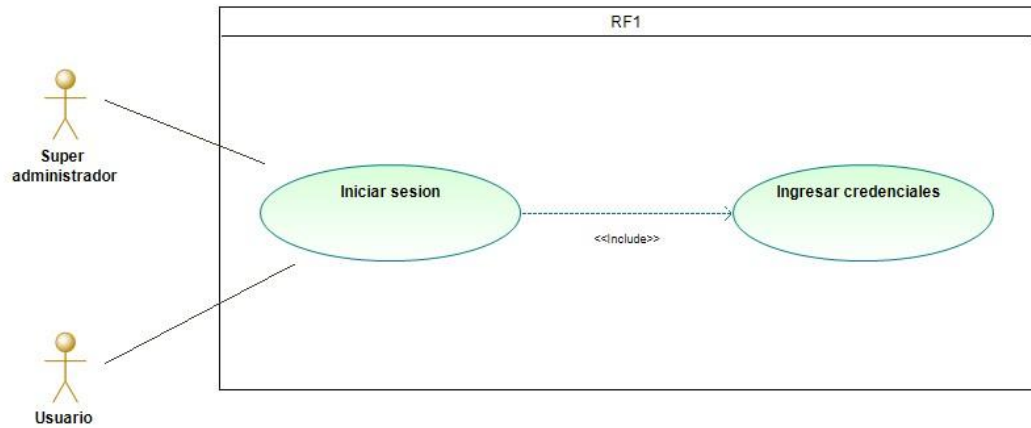 RF1
Super
administrador
Iniciar sesion
Ingresar credenciales
<<Include>>
Usuario